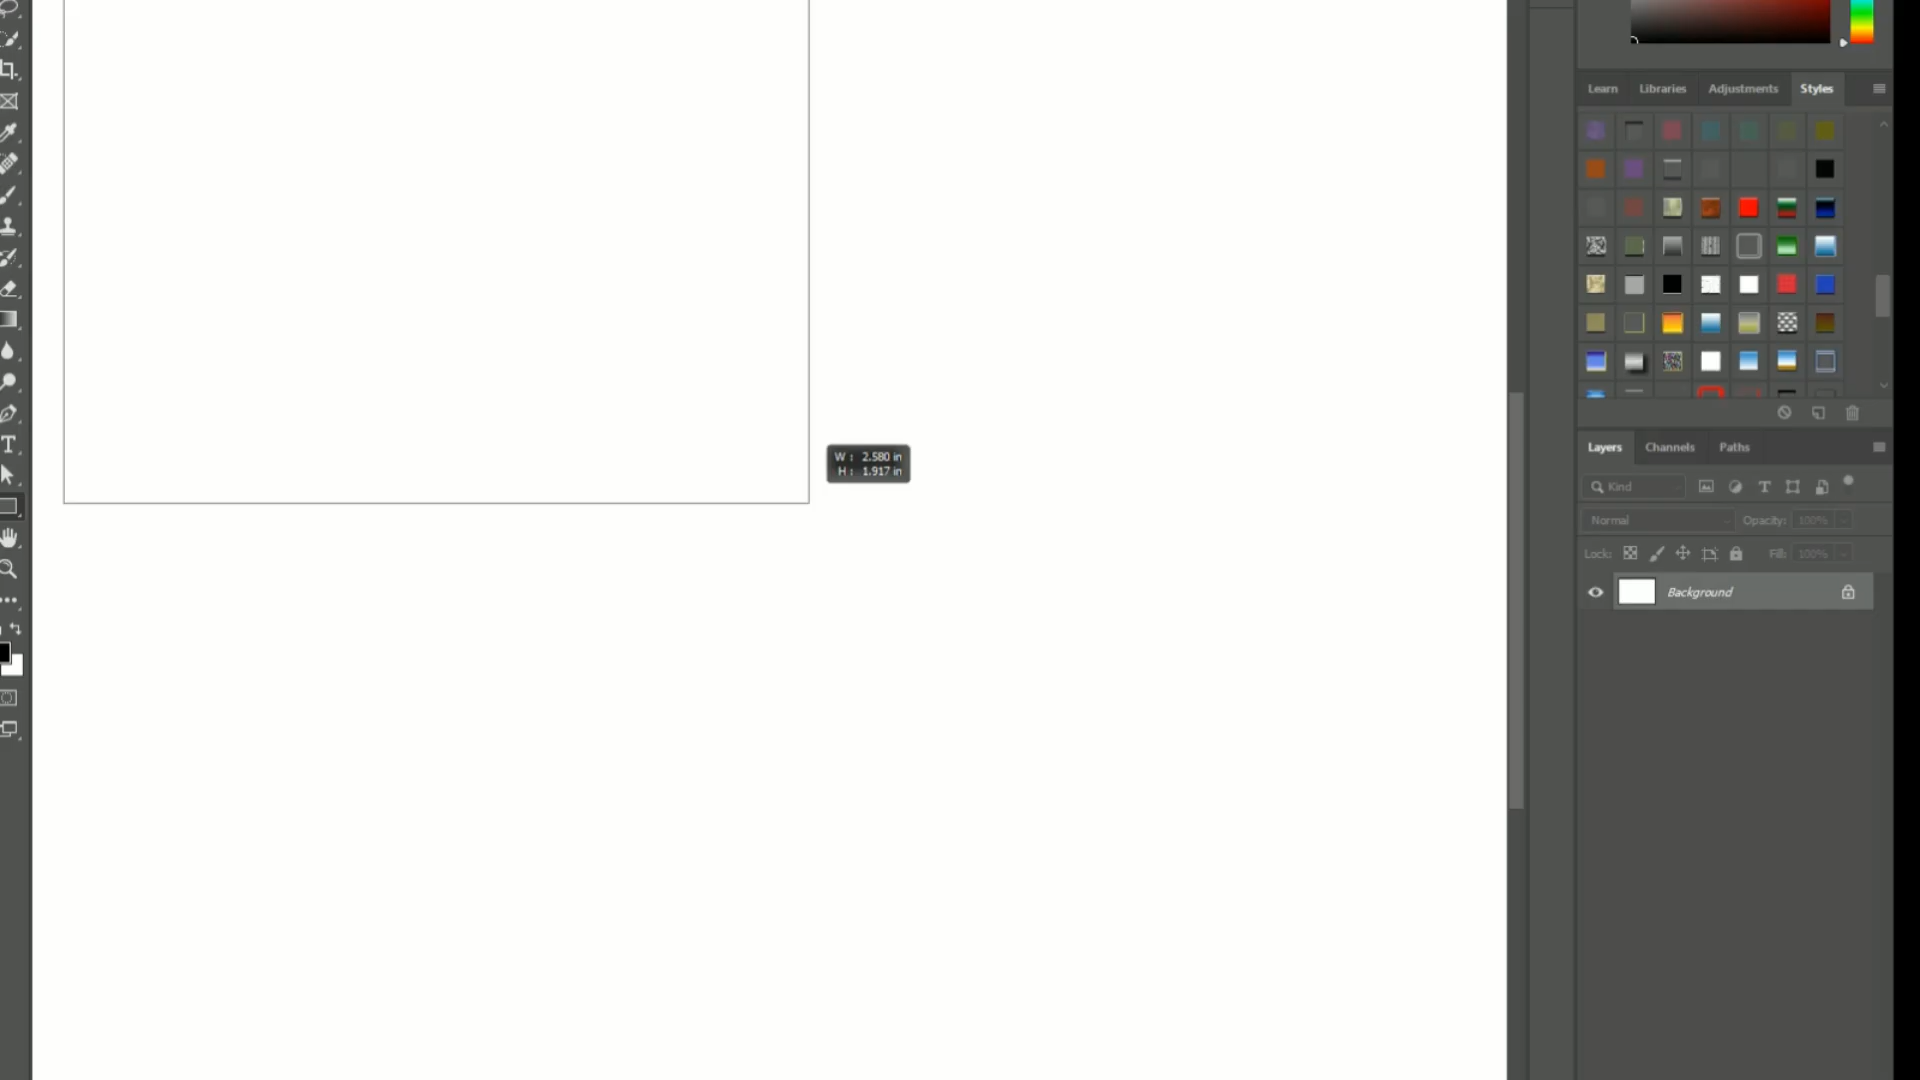 Learn Libraries Adjustments Styles
W : 2.580 in
H : 1.917 in
Layers Channels Paths
Kind
Normal Opacity: 100%
Lock: Fill: 100%
Background